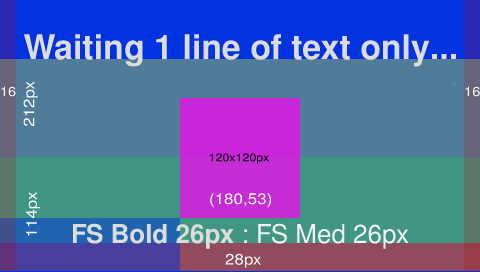 Waiting 1 line of text only...
16
16
212px
120x120px
(180,53)
114px
FS Bold 26px : FS Med 26px
28px